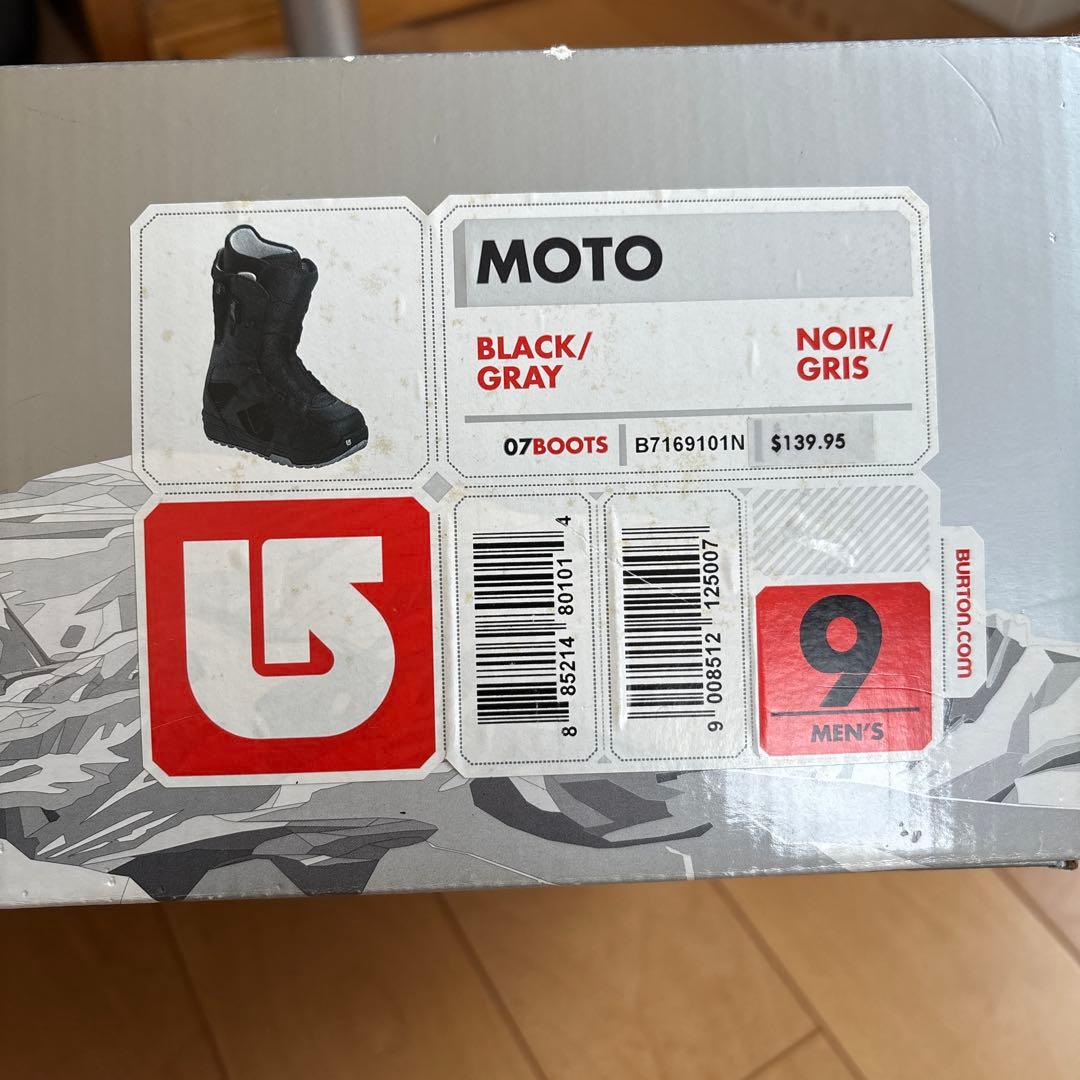 MOTO
BLACK/
GRAY
NOIR/
GRIS
07BOOTS
B7169101N
$139.95
8 85214 80101 4
9 008512 125007
9
MEN'S
BURTON.com